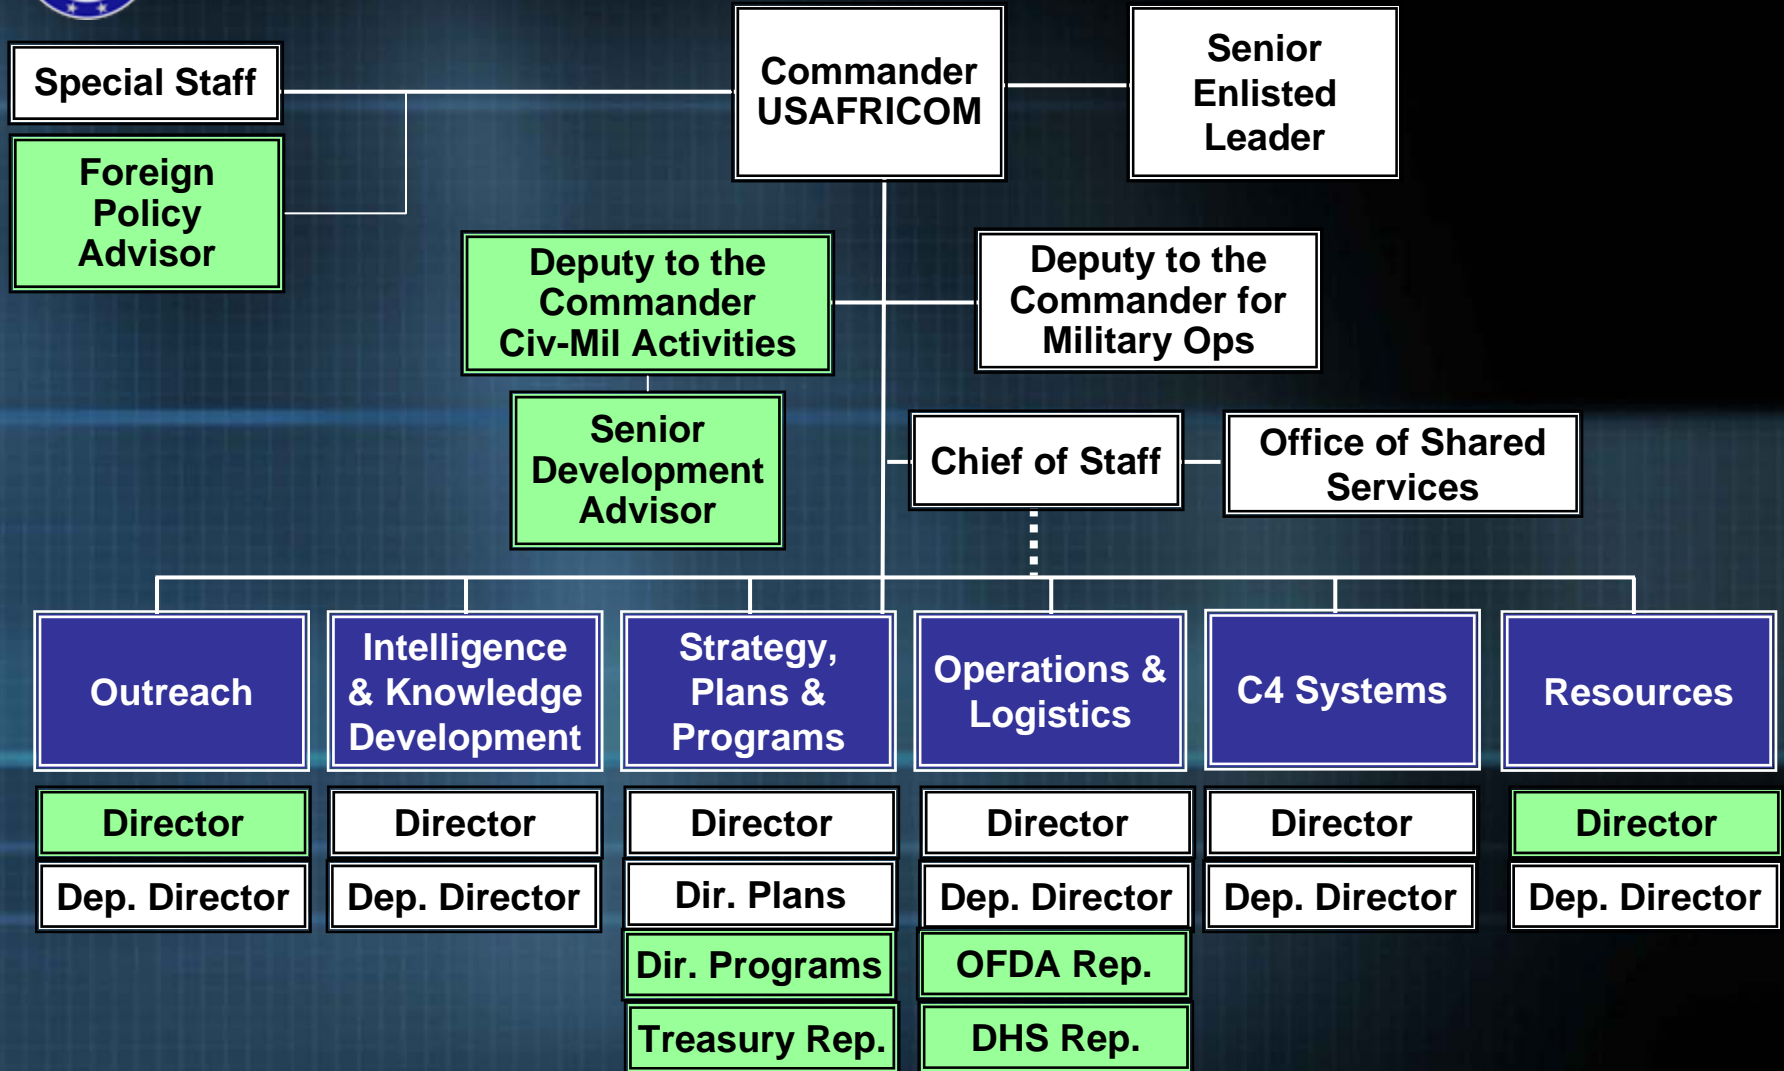 Special Staff
Foreign
Policy
Advisor
Commander
USAFRICOM
Senior
Enlisted
Leader
Deputy to the
Commander
Civ-Mil Activities
Deputy to the
Commander for
Military Ops
Senior
Development
Advisor
Chief of Staff
Office of Shared
Services
Outreach
Director
Dep. Director
Intelligence
& Knowledge
Development
Director
Dep. Director
Strategy,
Plans &
Programs
Director
Dir. Plans
Dir. Programs
Treasury Rep.
Operations &
Logistics
Director
Dep. Director
OFDA Rep.
DHS Rep.
C4 Systems
Director
Dep. Director
Resources
Director
Dep. Director